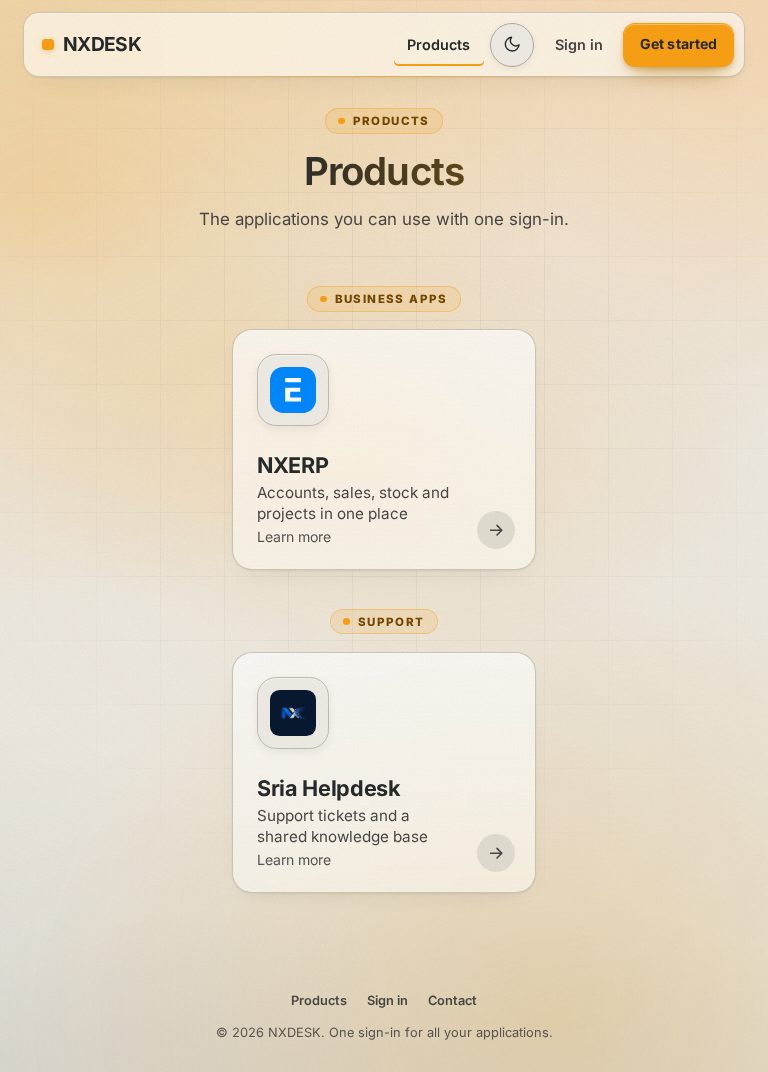 NXDESK
Products
Sign in
Get started
PRODUCTS
Products
The applications you can use with one sign-in.
BUSINESS APPS
NXERP
Accounts, sales, stock and
projects in one place
Learn more
SUPPORT
NX
Sria Helpdesk
Support tickets and a
shared knowledge base
Learn more
Products Sign in Contact
© 2026 NXDESK. One sign-in for all your applications.